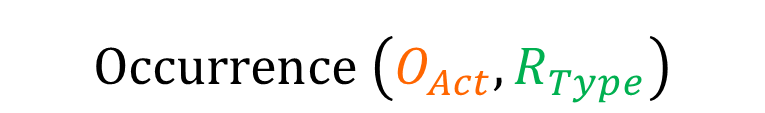 Occurrence (O_Act, R_Type)